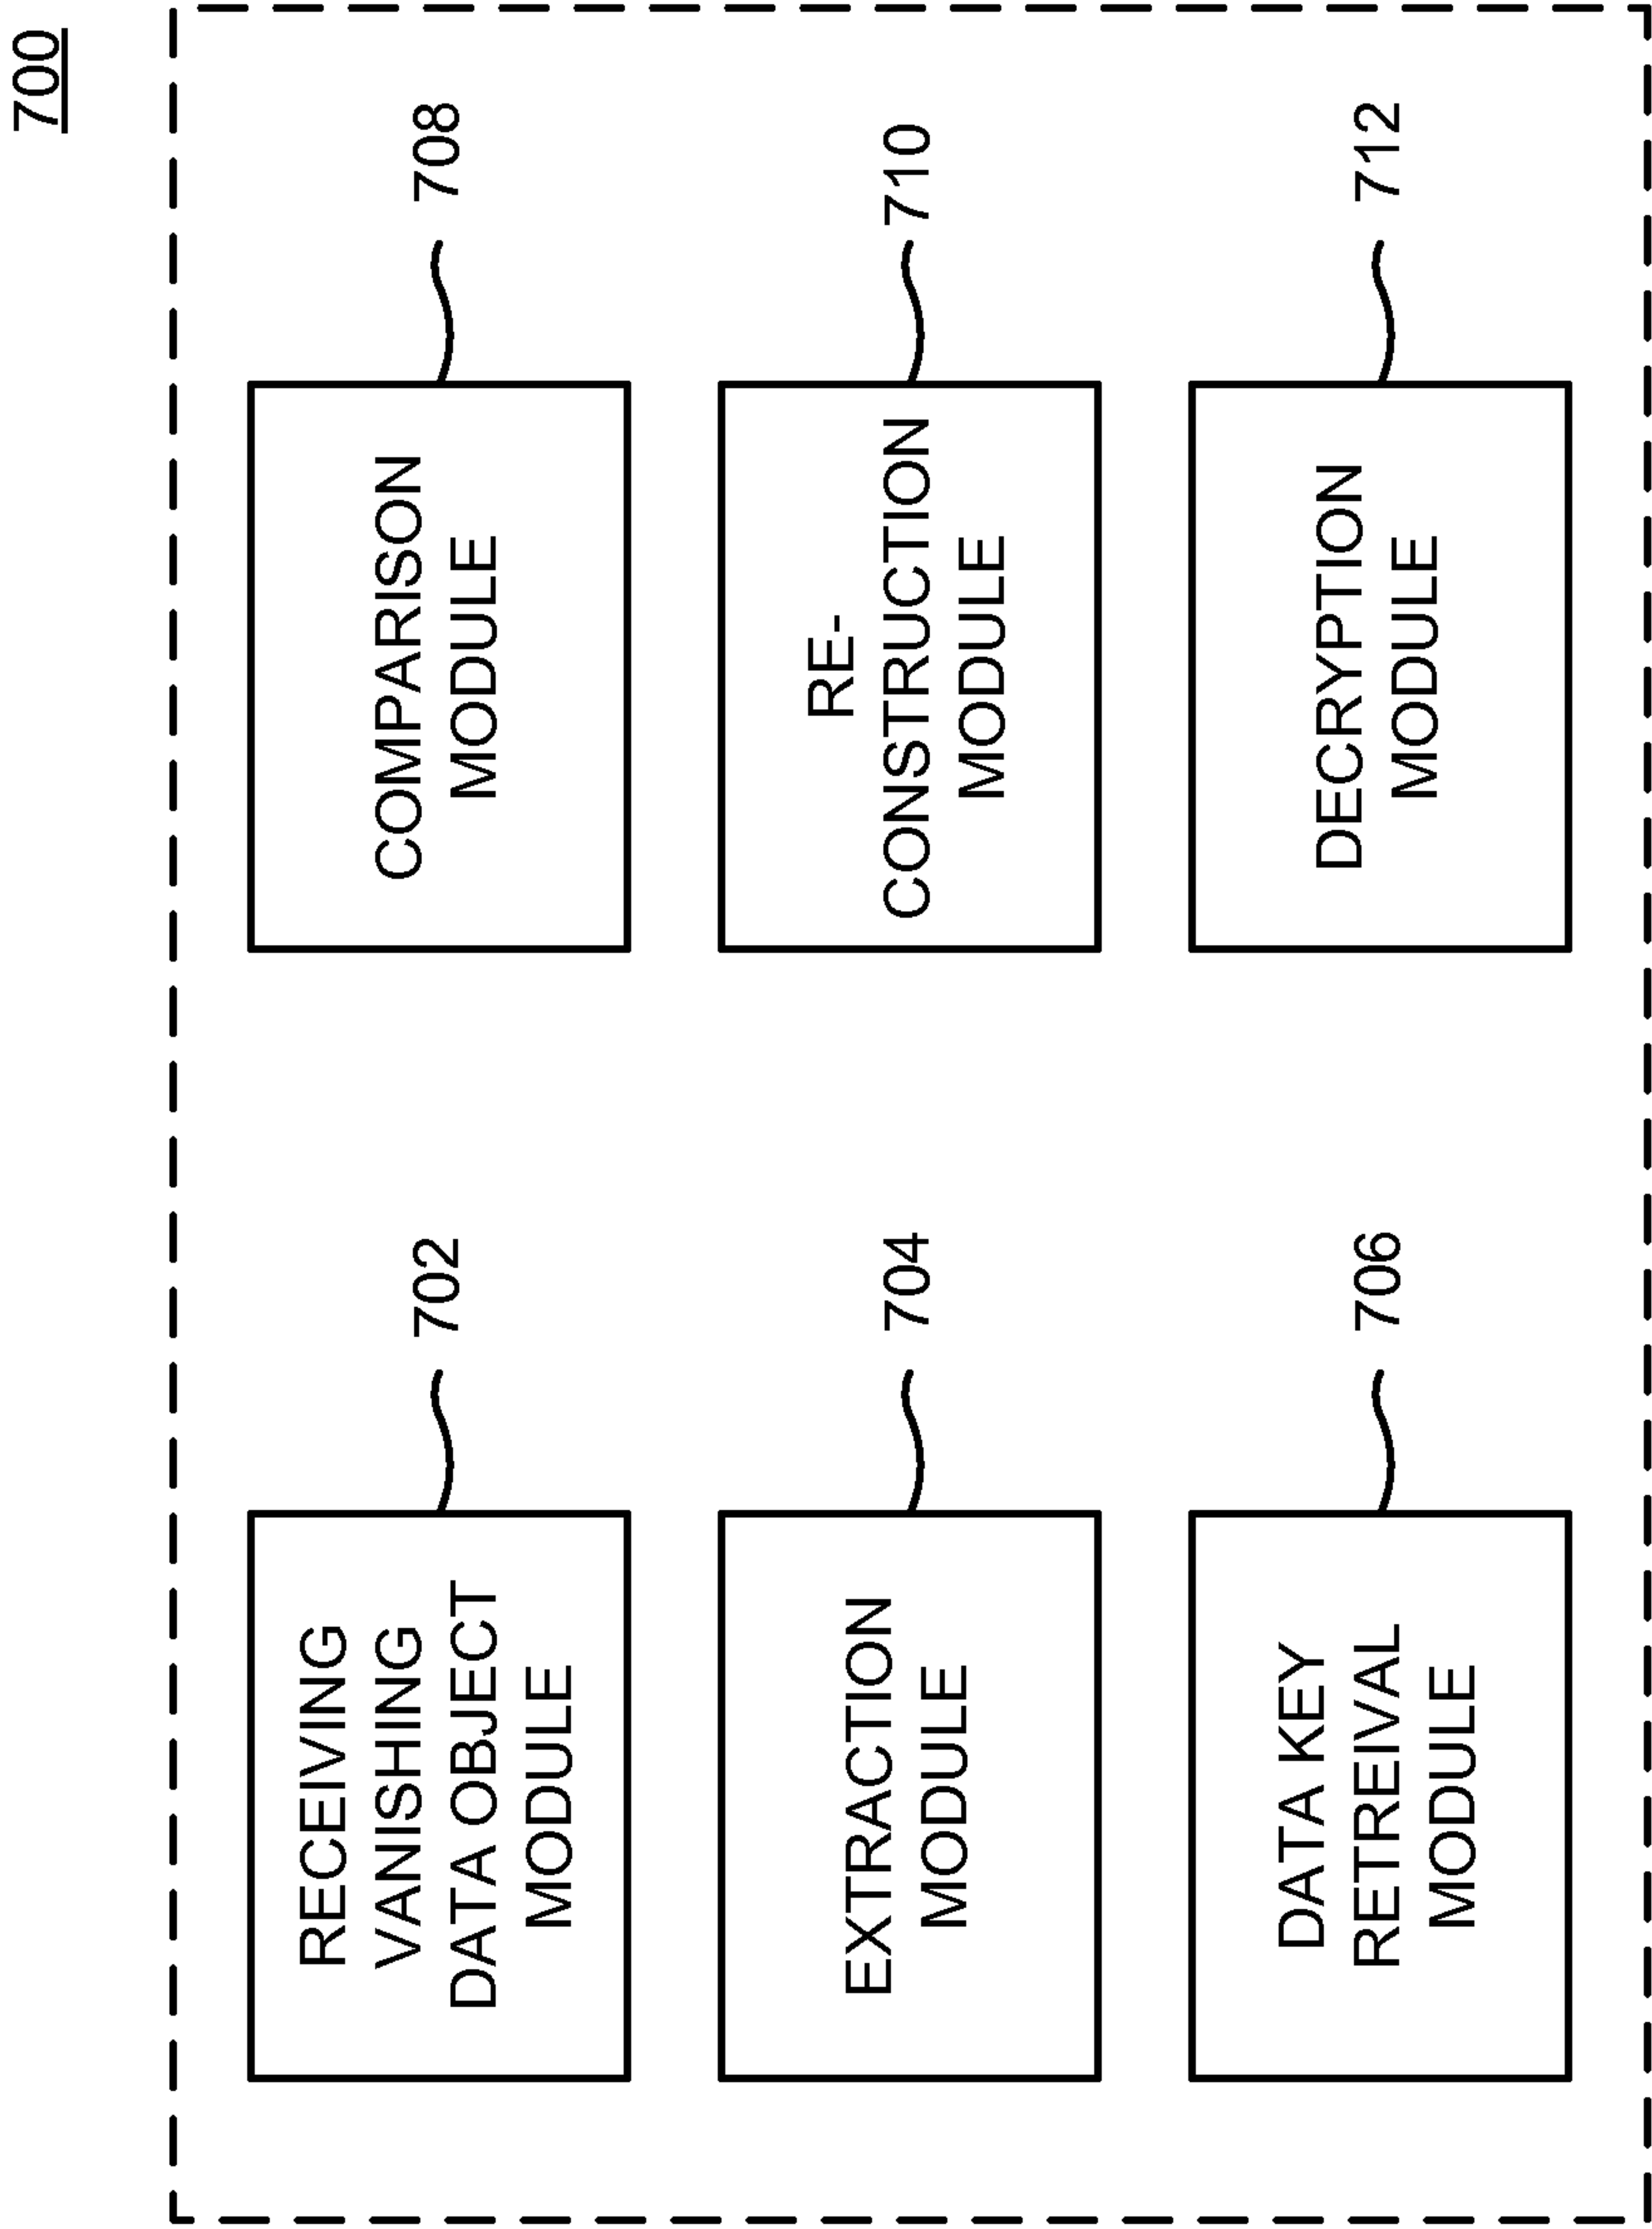 700
RECEIVING
VANISHING
DATA OBJECT
MODULE
702
EXTRACTION
MODULE
704
DATA KEY
RETREIVAL
MODULE
706
COMPARISON
MODULE
708
RE-
CONSTRUCTION
MODULE
710
DECRYPTION
MODULE
712